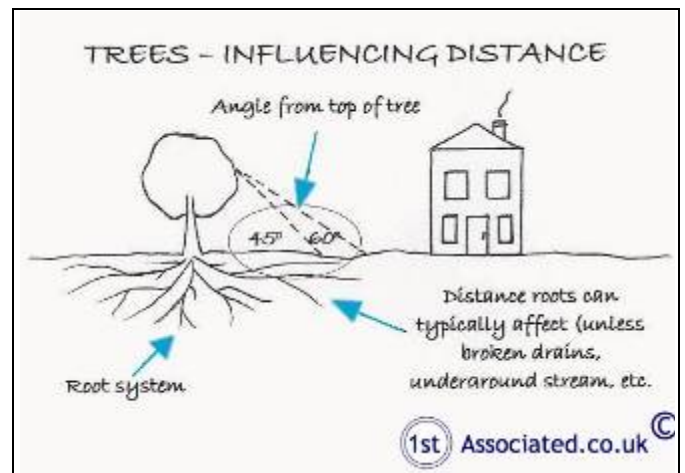 TREES – INFLUENCING DISTANCE
Angle from top of tree
45° 60°
Distance roots can
typically affect (unless
broken drains,
underaround stream, etc.
Root system
1st Associated.co.uk ©